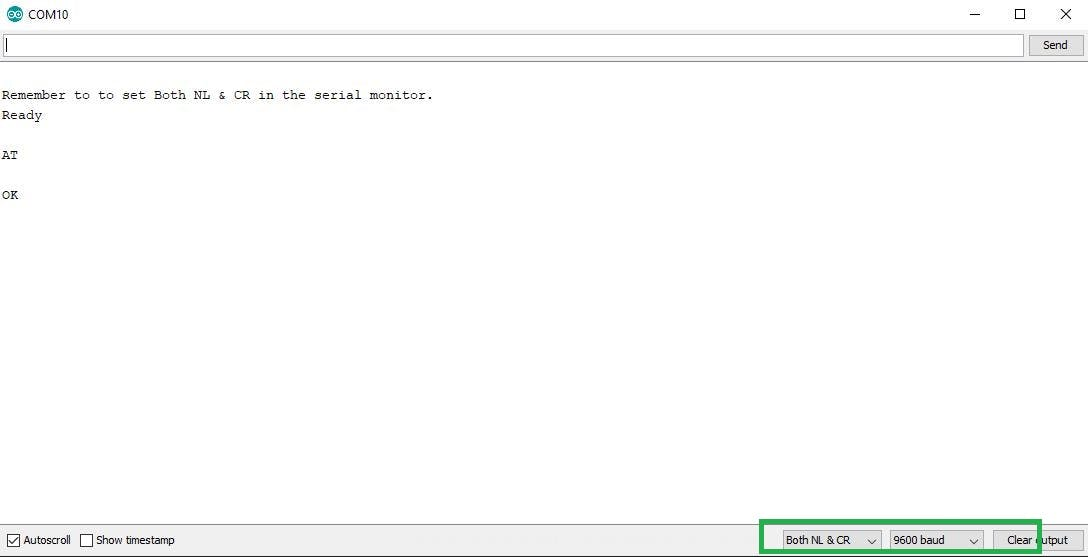 COM10
Send
Remember to to set Both NL & CR in the serial monitor.
Ready
AT
OK
Autoscroll Show timestamp Both NL & CR 9600 baud Clear output